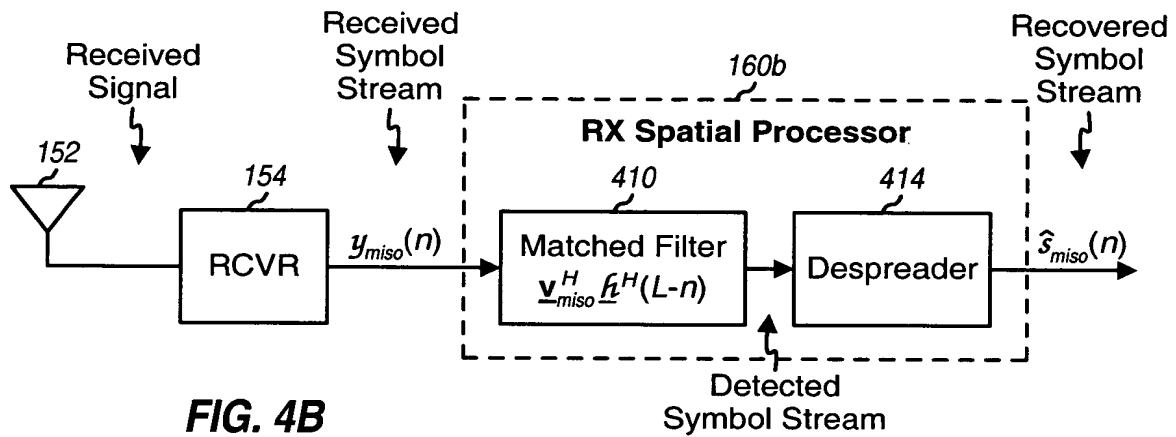 Received
Signal
Received
Symbol
Stream
Recovered
Symbol
Stream
160b
RX Spatial Processor
152
154
410
414
RCVR
y_miso(n)
Matched Filter
v̲^H_miso h̲^H(L-n)
Despreader
ŝ_miso(n)
Detected
Symbol Stream
FIG. 4B